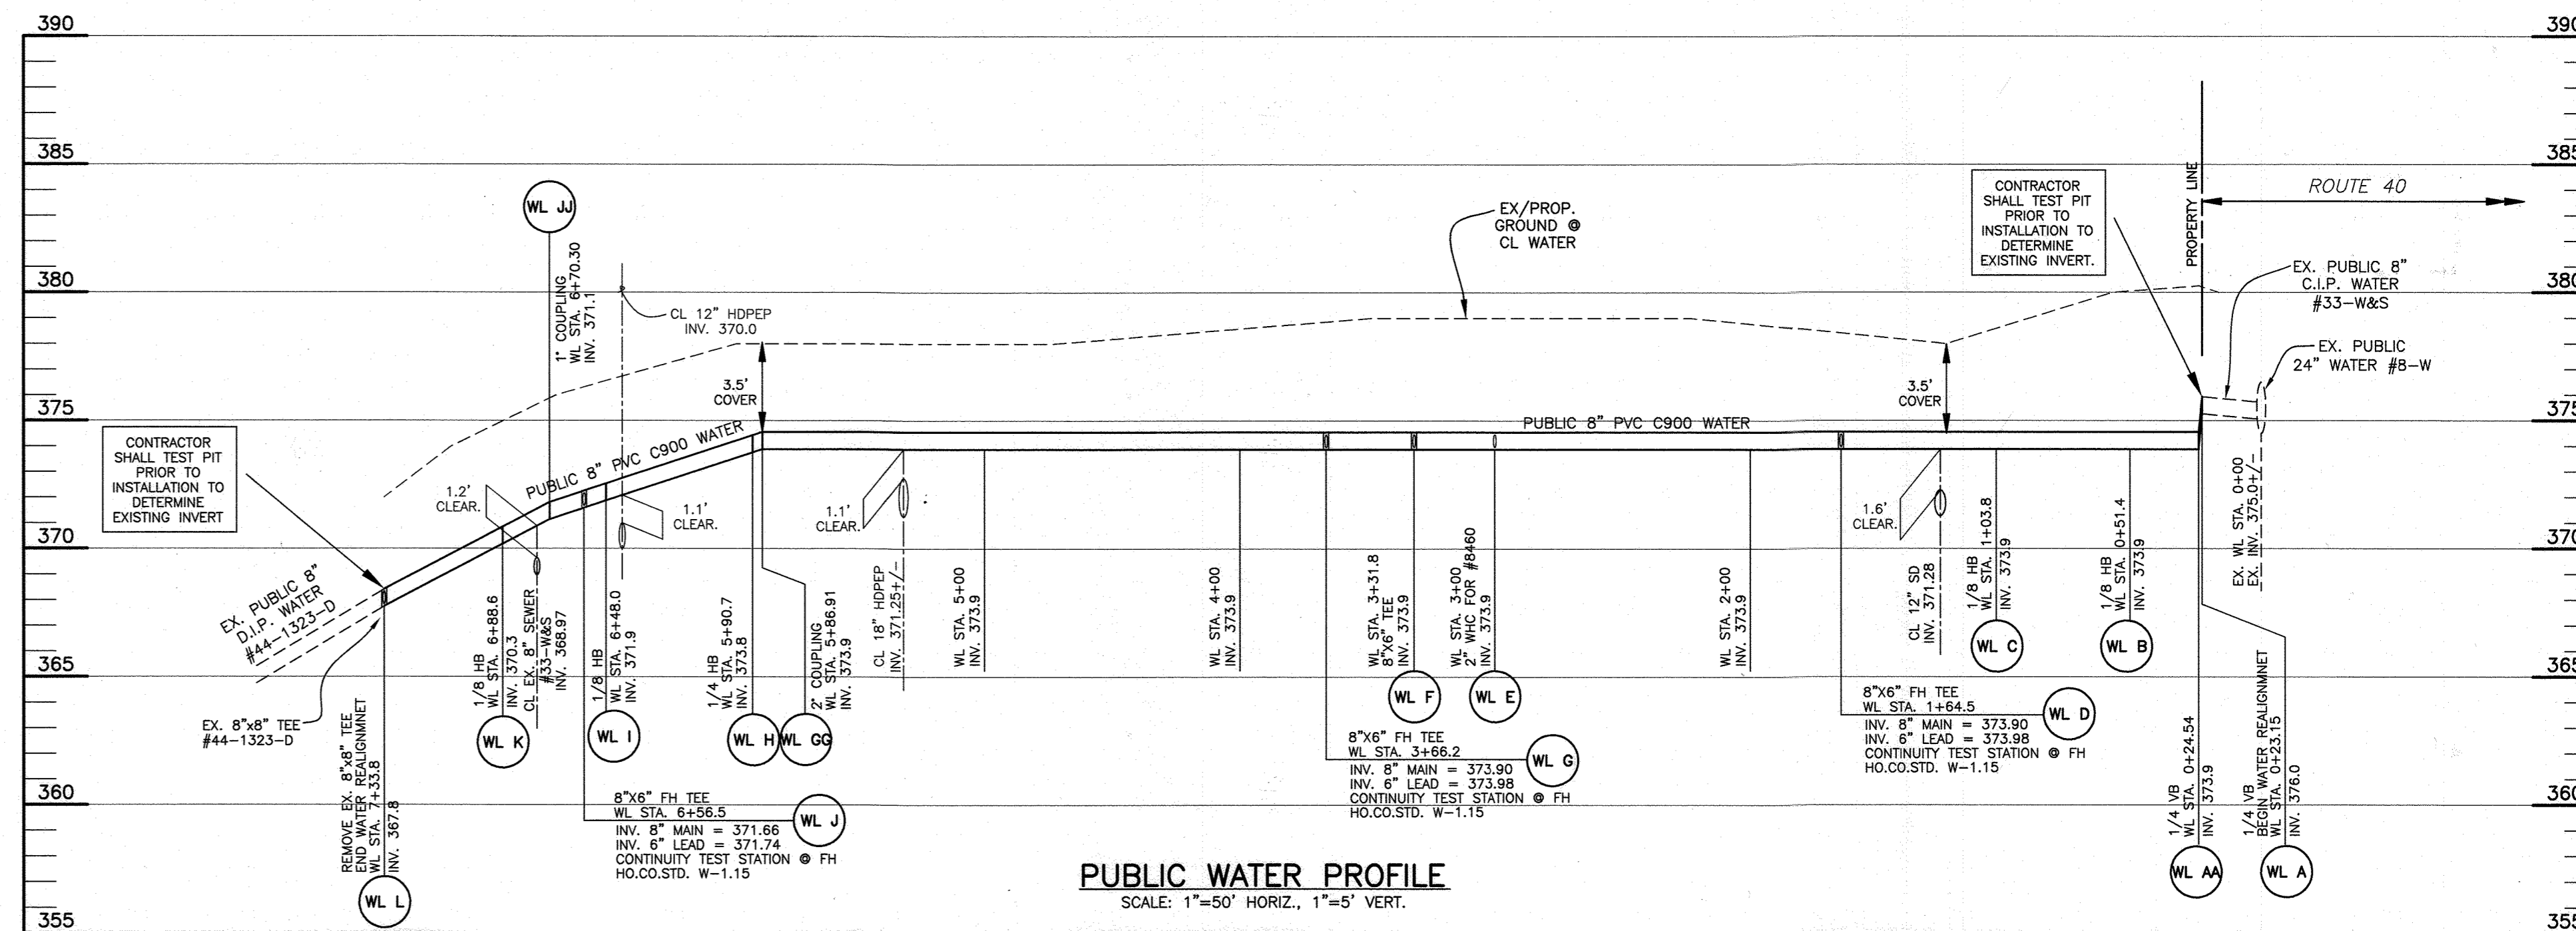 390
385
380
375
370
365
360
355
390
385
380
375
370
365
360
355
WL JJ
1° COUPLING
WL STA. 6+70.30
INV. 371.1
CL 12" HDPEP
INV. 370.0
EX/PROP.
GROUND @
CL WATER
CONTRACTOR
SHALL TEST PIT
PRIOR TO
INSTALLATION TO
DETERMINE
EXISTING INVERT.
PROPERTY LINE
ROUTE 40
EX. PUBLIC 8"
C.I.P. WATER
#33-W&S
EX. PUBLIC
24" WATER #8-W
3.5'
COVER
3.5'
COVER
CONTRACTOR
SHALL TEST PIT
PRIOR TO
INSTALLATION TO
DETERMINE
EXISTING INVERT
PUBLIC 8" PVC C900 WATER
PUBLIC 8" PVC C900 WATER
1.2'
CLEAR.
1.1'
CLEAR.
1.1'
CLEAR.
1.6'
CLEAR.
EX. PUBLIC 8"
D.I.P. WATER
#44-1323-D
EX. 8"x8" TEE
#44-1323-D
REMOVE EX. 8"x8" TEE
END WATER REALIGNMNET
WL STA. 7+33.8
INV. 367.8
WL L
1/8 HB
WL STA. 6+88.6
INV. 370.3
WL K
CL EX. 8" SEWER
#33-W&S
INV. 368.97
1/8 HB
WL STA. 6+48.0
INV. 371.9
WL I
8"X6" FH TEE
WL STA. 6+56.5
INV. 8" MAIN = 371.66
INV. 6" LEAD = 371.74
CONTINUITY TEST STATION @ FH
HO.CO.STD. W-1.15
WL J
1/4 HB
WL STA. 5+90.7
INV. 373.8
WL H
2° COUPLING
WL STA. 5+86.91
INV. 373.9
WL GG
CL 18" HDPEP
INV. 371.25+/-
WL STA. 5+00
INV. 373.9
WL STA. 4+00
INV. 373.9
8"X6" FH TEE
WL STA. 3+66.2
INV. 8" MAIN = 373.90
INV. 6" LEAD = 373.98
CONTINUITY TEST STATION @ FH
HO.CO.STD. W-1.15
WL G
WL STA. 3+31.8
8"X6" TEE
INV. 373.9
WL F
WL STA. 3+00
2" WHC FOR #8460
INV. 373.9
WL E
WL STA. 2+00
INV. 373.9
8"X6" FH TEE
WL STA. 1+64.5
INV. 8" MAIN = 373.90
INV. 6" LEAD = 373.98
CONTINUITY TEST STATION @ FH
HO.CO.STD. W-1.15
WL D
CL 12" SD
INV. 371.28
1/8 HB
WL STA. 1+03.8
INV. 373.9
WL C
1/8 HB
WL STA. 0+51.4
INV. 373.9
WL B
1/4 VB
WL STA. 0+24.54
INV. 373.9
WL AA
1/4 VB
BEGIN WATER REALIGNMNET
WL STA. 0+23.15
INV. 376.0
WL A
EX. WL STA. 0+00
EX. INV. 375.0+/-
PUBLIC WATER PROFILE
SCALE: 1"=50' HORIZ., 1"=5' VERT.